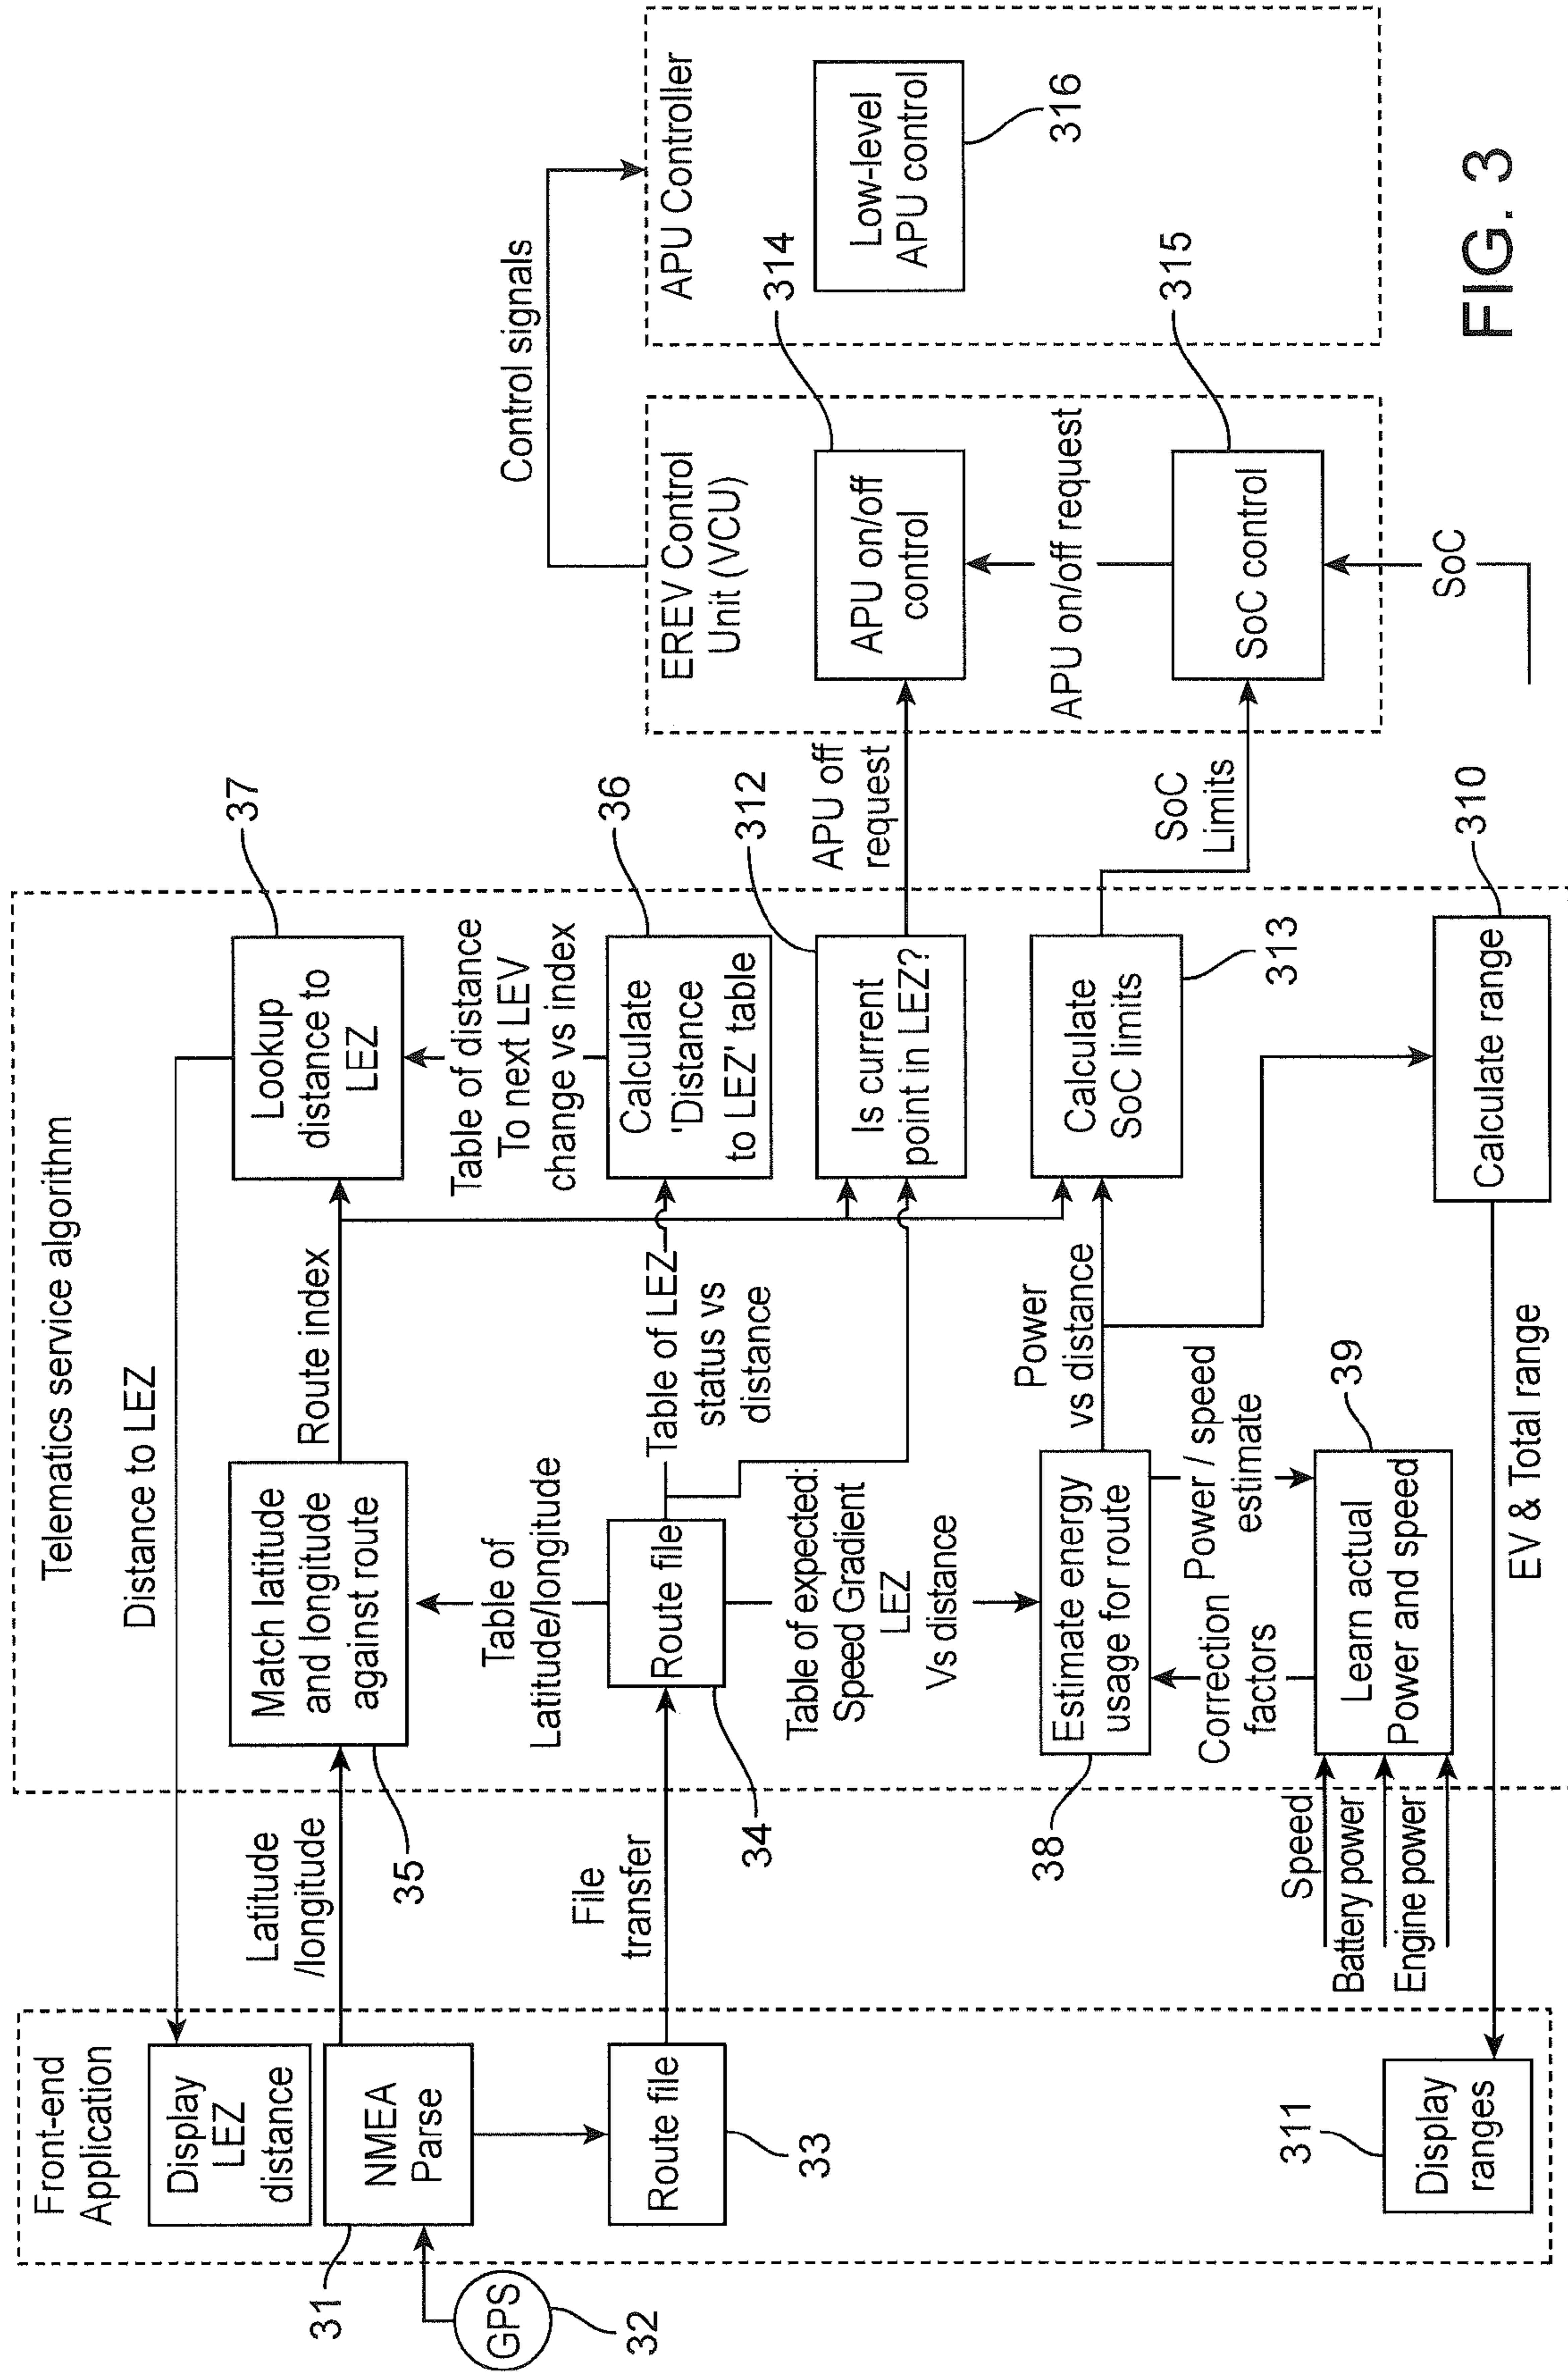 Front-end
Application
Display
LEZ
distance
NMEA
Parse
31
GPS
32
Route file
33
311
Display
ranges
Telematics service algorithm
Distance to LEZ
Latitude
/longitude
35
Match latitude
and longitude
against route
Route index
Lookup
distance to
LEZ
37
Table of
Latitude/longitude
Table of distance
To next LEV
change vs index
File
transfer
34
Route file
Table of LEZ
status vs
distance
Calculate
'Distance
to LEZ' table
36
Table of expected:
Speed Gradient
LEZ
Vs distance
Is current
point in LEZ?
312
38
Estimate energy
usage for route
Power
vs distance
Calculate
SoC limits
313
Correction
factors
Power / speed
estimate
Speed
Battery power
Engine power
Learn actual
Power and speed
39
Calculate range
310
EV & Total range
APU off
request
SoC
Limits
Control signals
EREV Control
Unit (VCU)
APU on/off
control
314
APU on/off request
SoC control
315
SoC
APU Controller
Low-level
APU control
316
FIG. 3